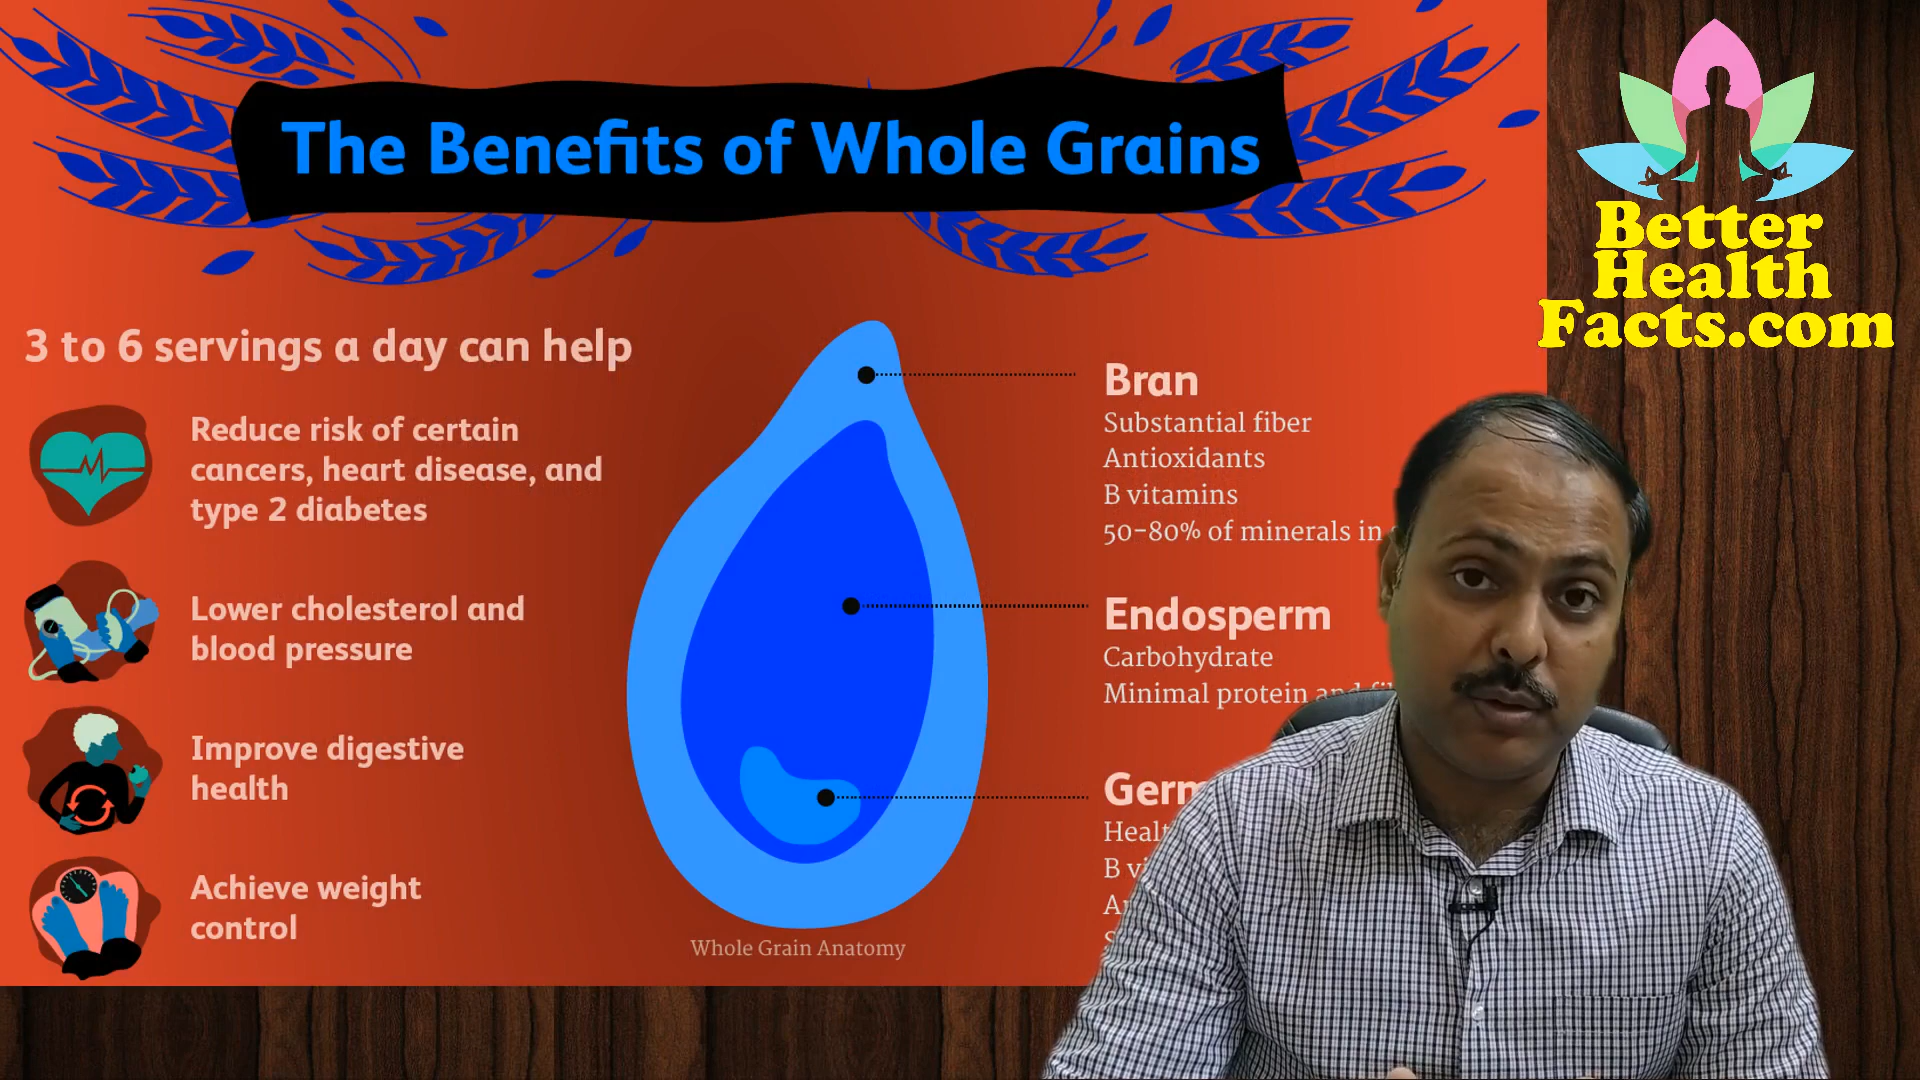 The Benefits of Whole Grains
3 to 6 servings a day can help
Reduce risk of certain
cancers, heart disease, and
type 2 diabetes
Lower cholesterol and
blood pressure
Improve digestive
health
Achieve weight
control
Whole Grain Anatomy
Bran
Substantial fiber
Antioxidants
B vitamins
50-80% of minerals in
Endosperm
Carbohydrate
Minimal protein and
B
Better
Health
Facts.com